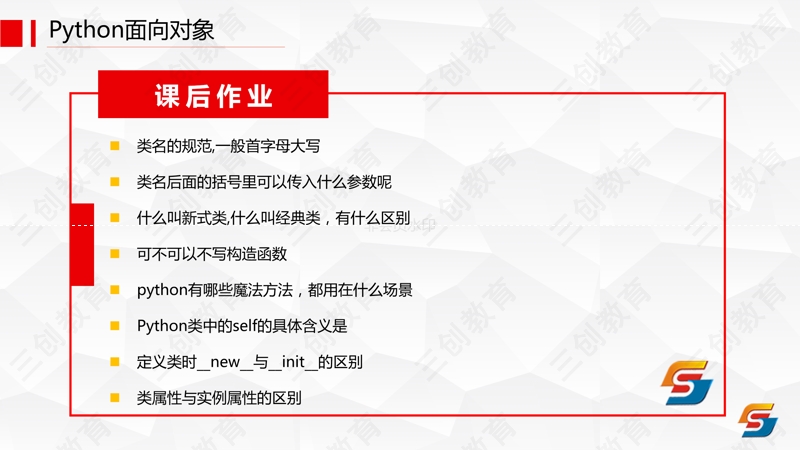 Python面向对象
课后作业
类名的规范,一般首字母大写
类名后面的括号里可以传入什么参数呢
什么叫新式类,什么叫经典类，有什么区别
可不可以不写构造函数
python有哪些魔法方法，都用在什么场景
Python类中的self的具体含义是
定义类时__new__与__init__的区别
类属性与实例属性的区别
三创教育